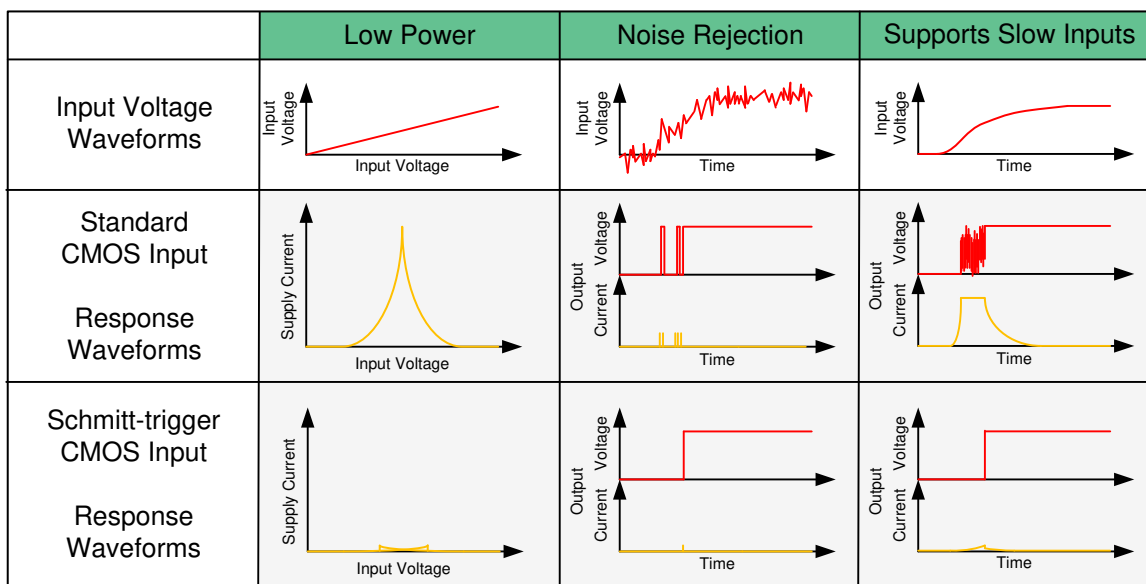 Low Power
Noise Rejection
Supports Slow Inputs
Input Voltage
Waveforms
Input
Voltage
Input Voltage
Input
Voltage
Time
Input
Voltage
Time
Standard
CMOS Input
Response
Waveforms
Supply Current
Input Voltage
Output
Voltage
Current
Time
Output
Voltage
Current
Time
Schmitt-trigger
CMOS Input
Response
Waveforms
Supply Current
Input Voltage
Output
Voltage
Current
Time
Output
Voltage
Current
Time